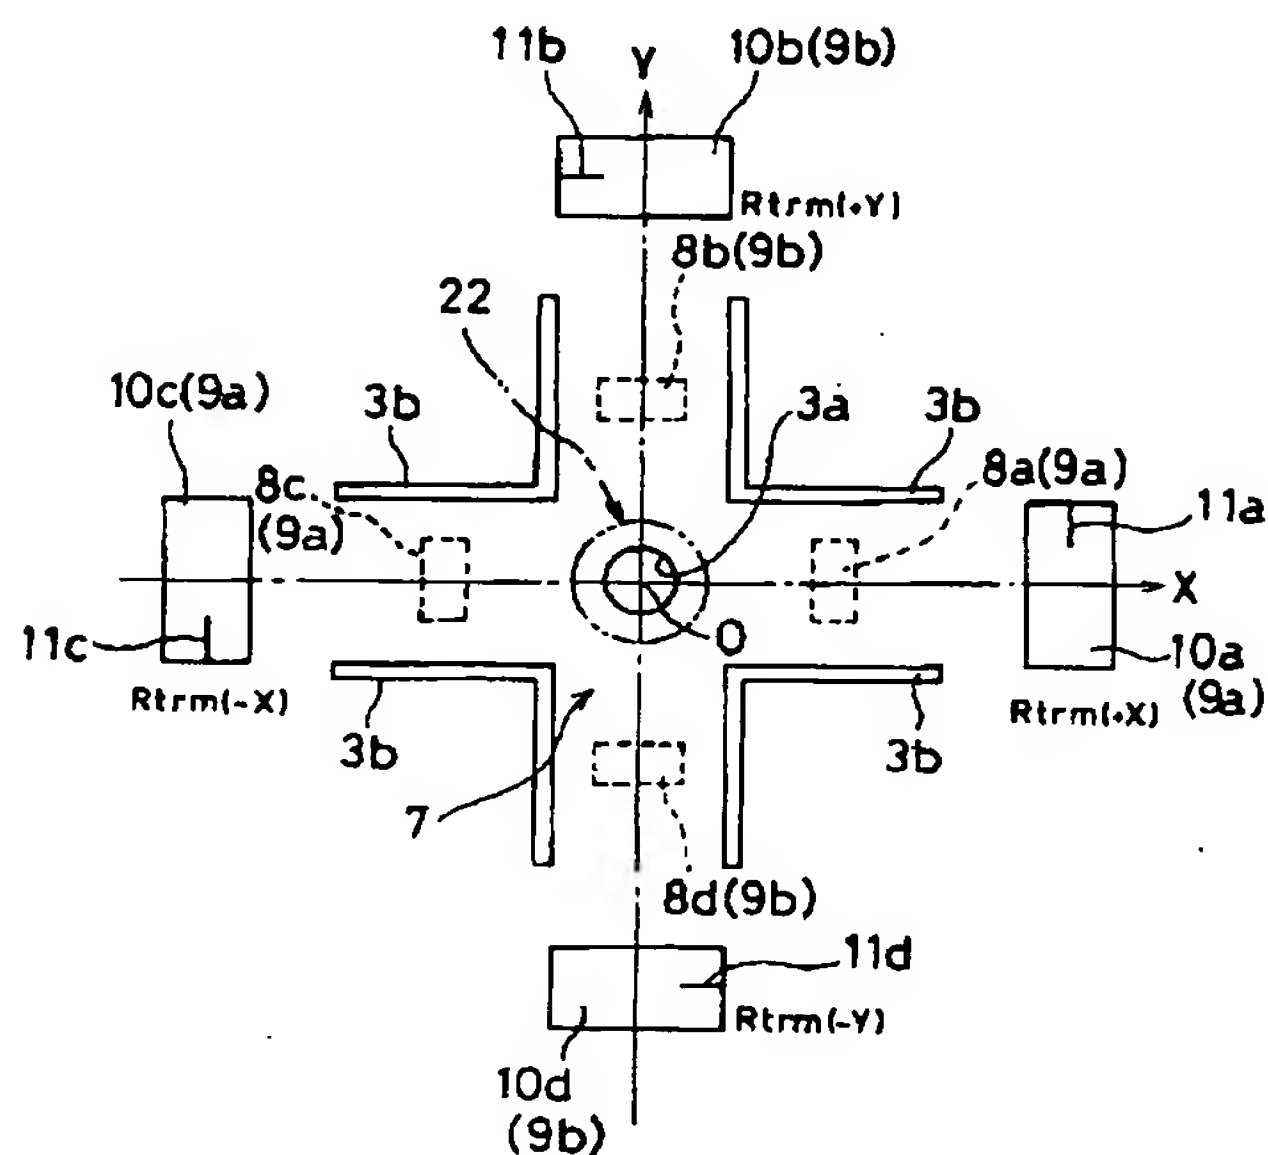 11b
Y
10b(9b)
Rtrm(+Y)
8b(9b)
22
10c(9a)
3b
3a
3b
8c
(9a)
8a(9a)
11a
X
11c
O
10a
(9a)
Rtrm(-X)
Rtrm(+X)
3b
3b
7
8d(9b)
11d
Rtrm(-Y)
10d
(9b)